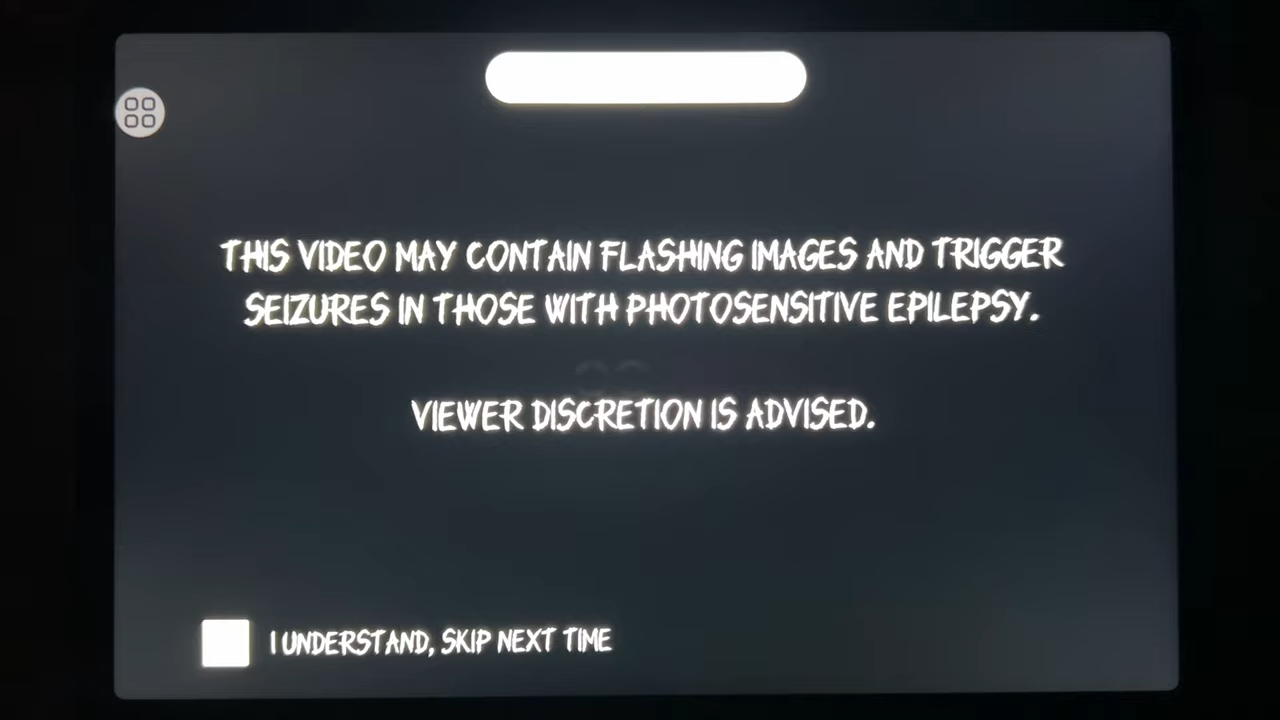 THIS VIDEO MAY CONTAIN FLASHING IMAGES AND TRIGGER
SEIZURES IN THOSE WITH PHOTOSENSITIVE EPILEPSY.
VIEWER DISCRETION IS ADVISED.
I UNDERSTAND, SKIP NEXT TIME